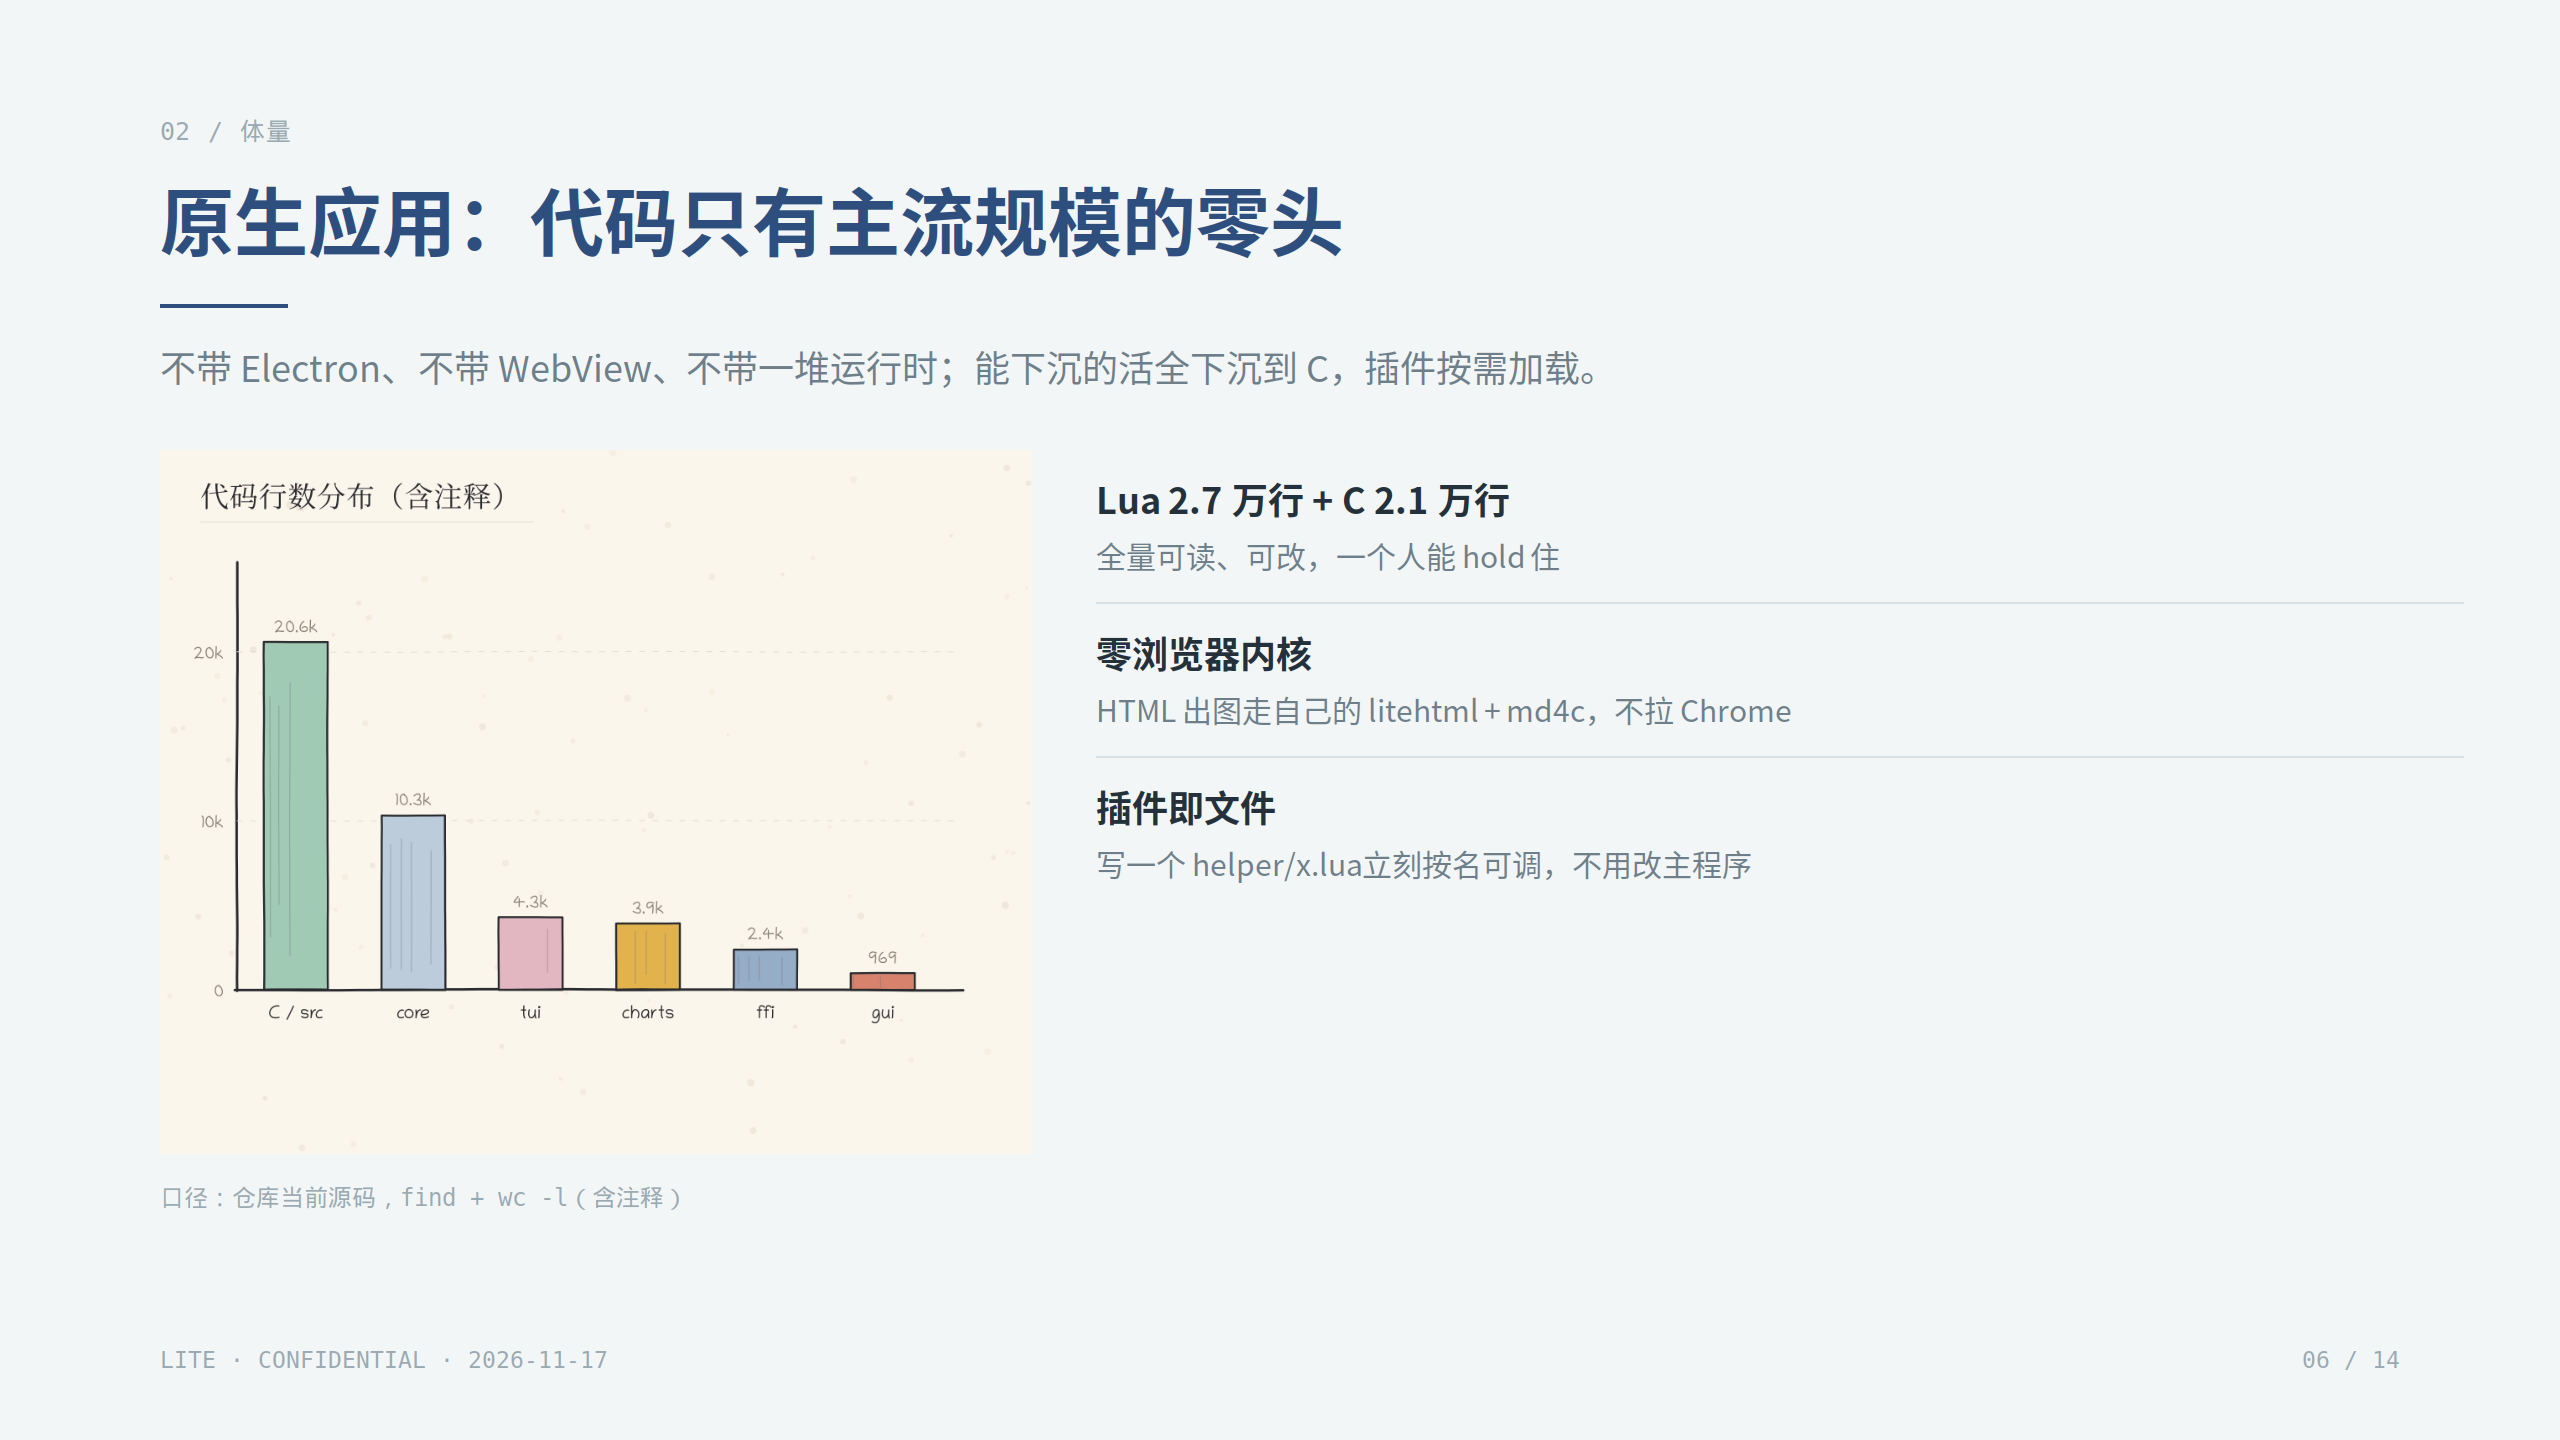 02 / 体量
原生应用：代码只有主流规模的零头
不带 Electron、不带 WebView、不带一堆运行时；能下沉的活全下沉到 C，插件按需加载。
代码行数分布（含注释）
20k
10k
0
20.6k
10.3k
4.3k
3.9k
2.4k
969
C / src
core
tui
charts
ffi
gui
口径：仓库当前源码，find + wc -l（含注释）
Lua 2.7 万行 + C 2.1 万行
全量可读、可改，一个人能 hold 住
零浏览器内核
HTML 出图走自己的 litehtml + md4c，不拉 Chrome
插件即文件
写一个 helper/x.lua立刻按名可调，不用改主程序
LITE · CONFIDENTIAL · 2026-11-17
06 / 14